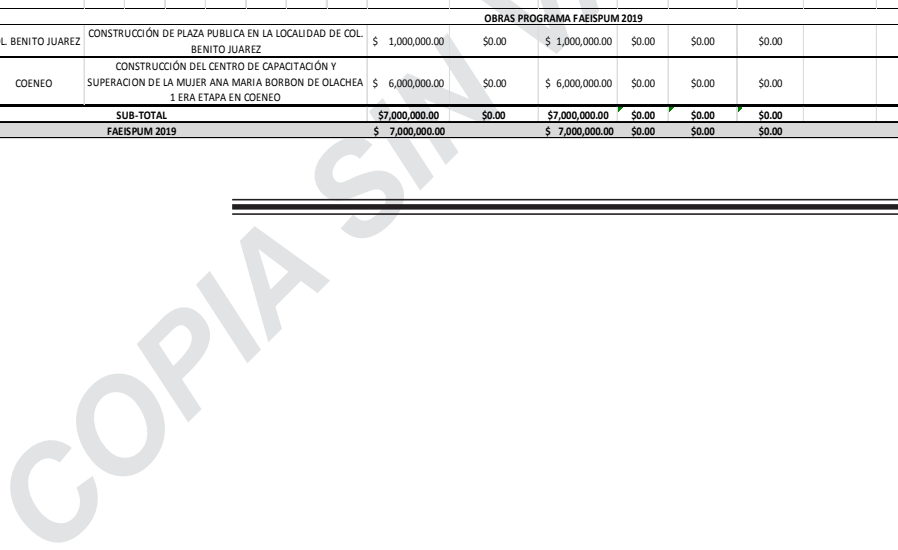 OBRAS PROGRAMA FAEISPUM 2019
L. BENITO JUAREZ CONSTRUCCIÓN DE PLAZA PUBLICA EN LA LOCALIDAD DE COL. BENITO JUAREZ $ 1,000,000.00 $0.00 $ 1,000,000.00 $0.00 $0.00 $0.00
COENEO CONSTRUCCIÓN DEL CENTRO DE CAPACITACIÓN Y SUPERACION DE LA MUJER ANA MARIA BORBON DE OLACHEA 1 ERA ETAPA EN COENEO $ 6,000,000.00 $0.00 $ 6,000,000.00 $0.00 $0.00 $0.00
SUB-TOTAL $7,000,000.00 $0.00 $7,000,000.00 $0.00 $0.00 $0.00
FAEISPUM 2019 $ 7,000,000.00 $ 7,000,000.00 $0.00 $0.00 $0.00
COPIA SIN VA